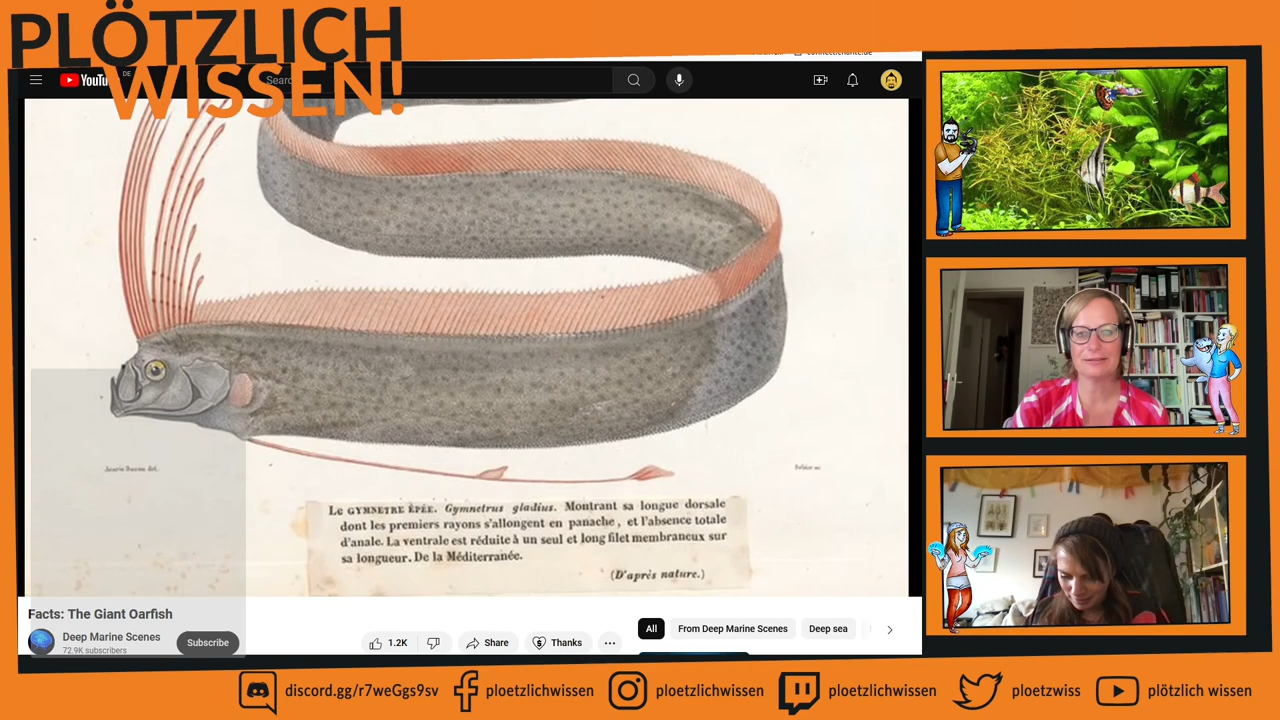 PLÖTZLICH
WISSEN!
YouTu
DE
Sear
Le GYMNETRE ÉPÉE. Gymnetrus gladius. Montrant sa longue dorsale
dont les premiers rayons s'allongent en panache, et l'absence totale
d'anale. La ventrale est réduite à un seul et long filet membraneux sur
sa longueur. De la Méditerranée.
(D'après nature.)
Facts: The Giant Oarfish
Deep Marine Scenes
72.9K subscribers
Subscribe
1.2K
Share
Thanks
All
From Deep Marine Scenes
Deep sea
discord.gg/r7weGgs9sv
ploetzlichwissen
ploetzlichwissen
ploetzlichwissen
ploetzwiss
plötzlich wissen